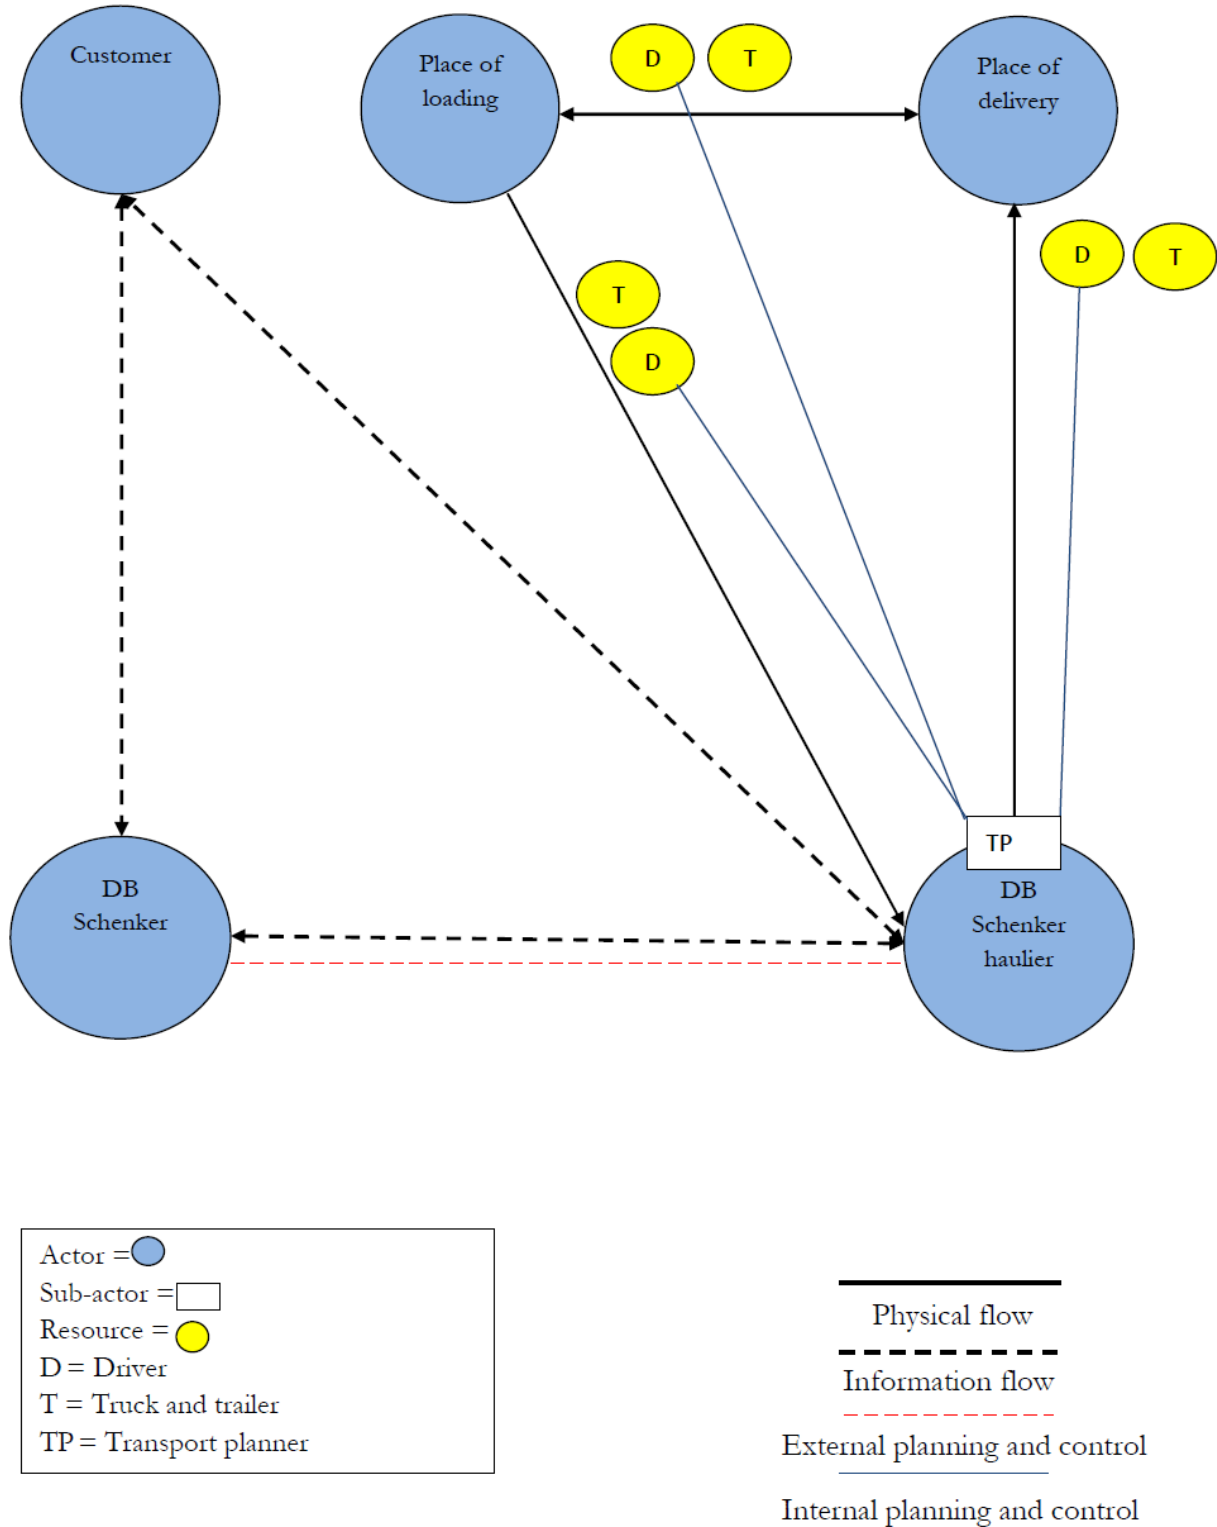 Customer
Place of
loading
D
T
Place of
delivery
D
T
T
D
TP
DB
Schenker
DB
Schenker
haulier
Actor =
Sub-actor =
Resource =
D = Driver
T = Truck and trailer
TP = Transport planner
Physical flow
Information flow
External planning and control
Internal planning and control